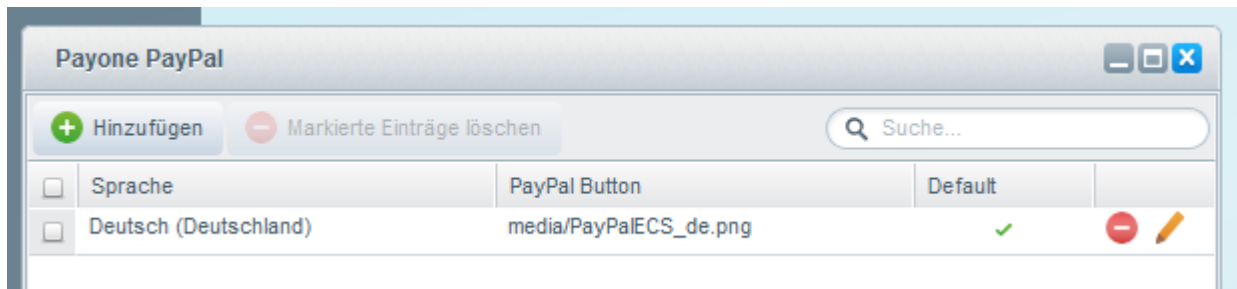 Payone PayPal
Hinzufügen Markierte Einträge löschen Suche...
Sprache PayPal Button Default
Deutsch (Deutschland) media/PayPalECS_de.png